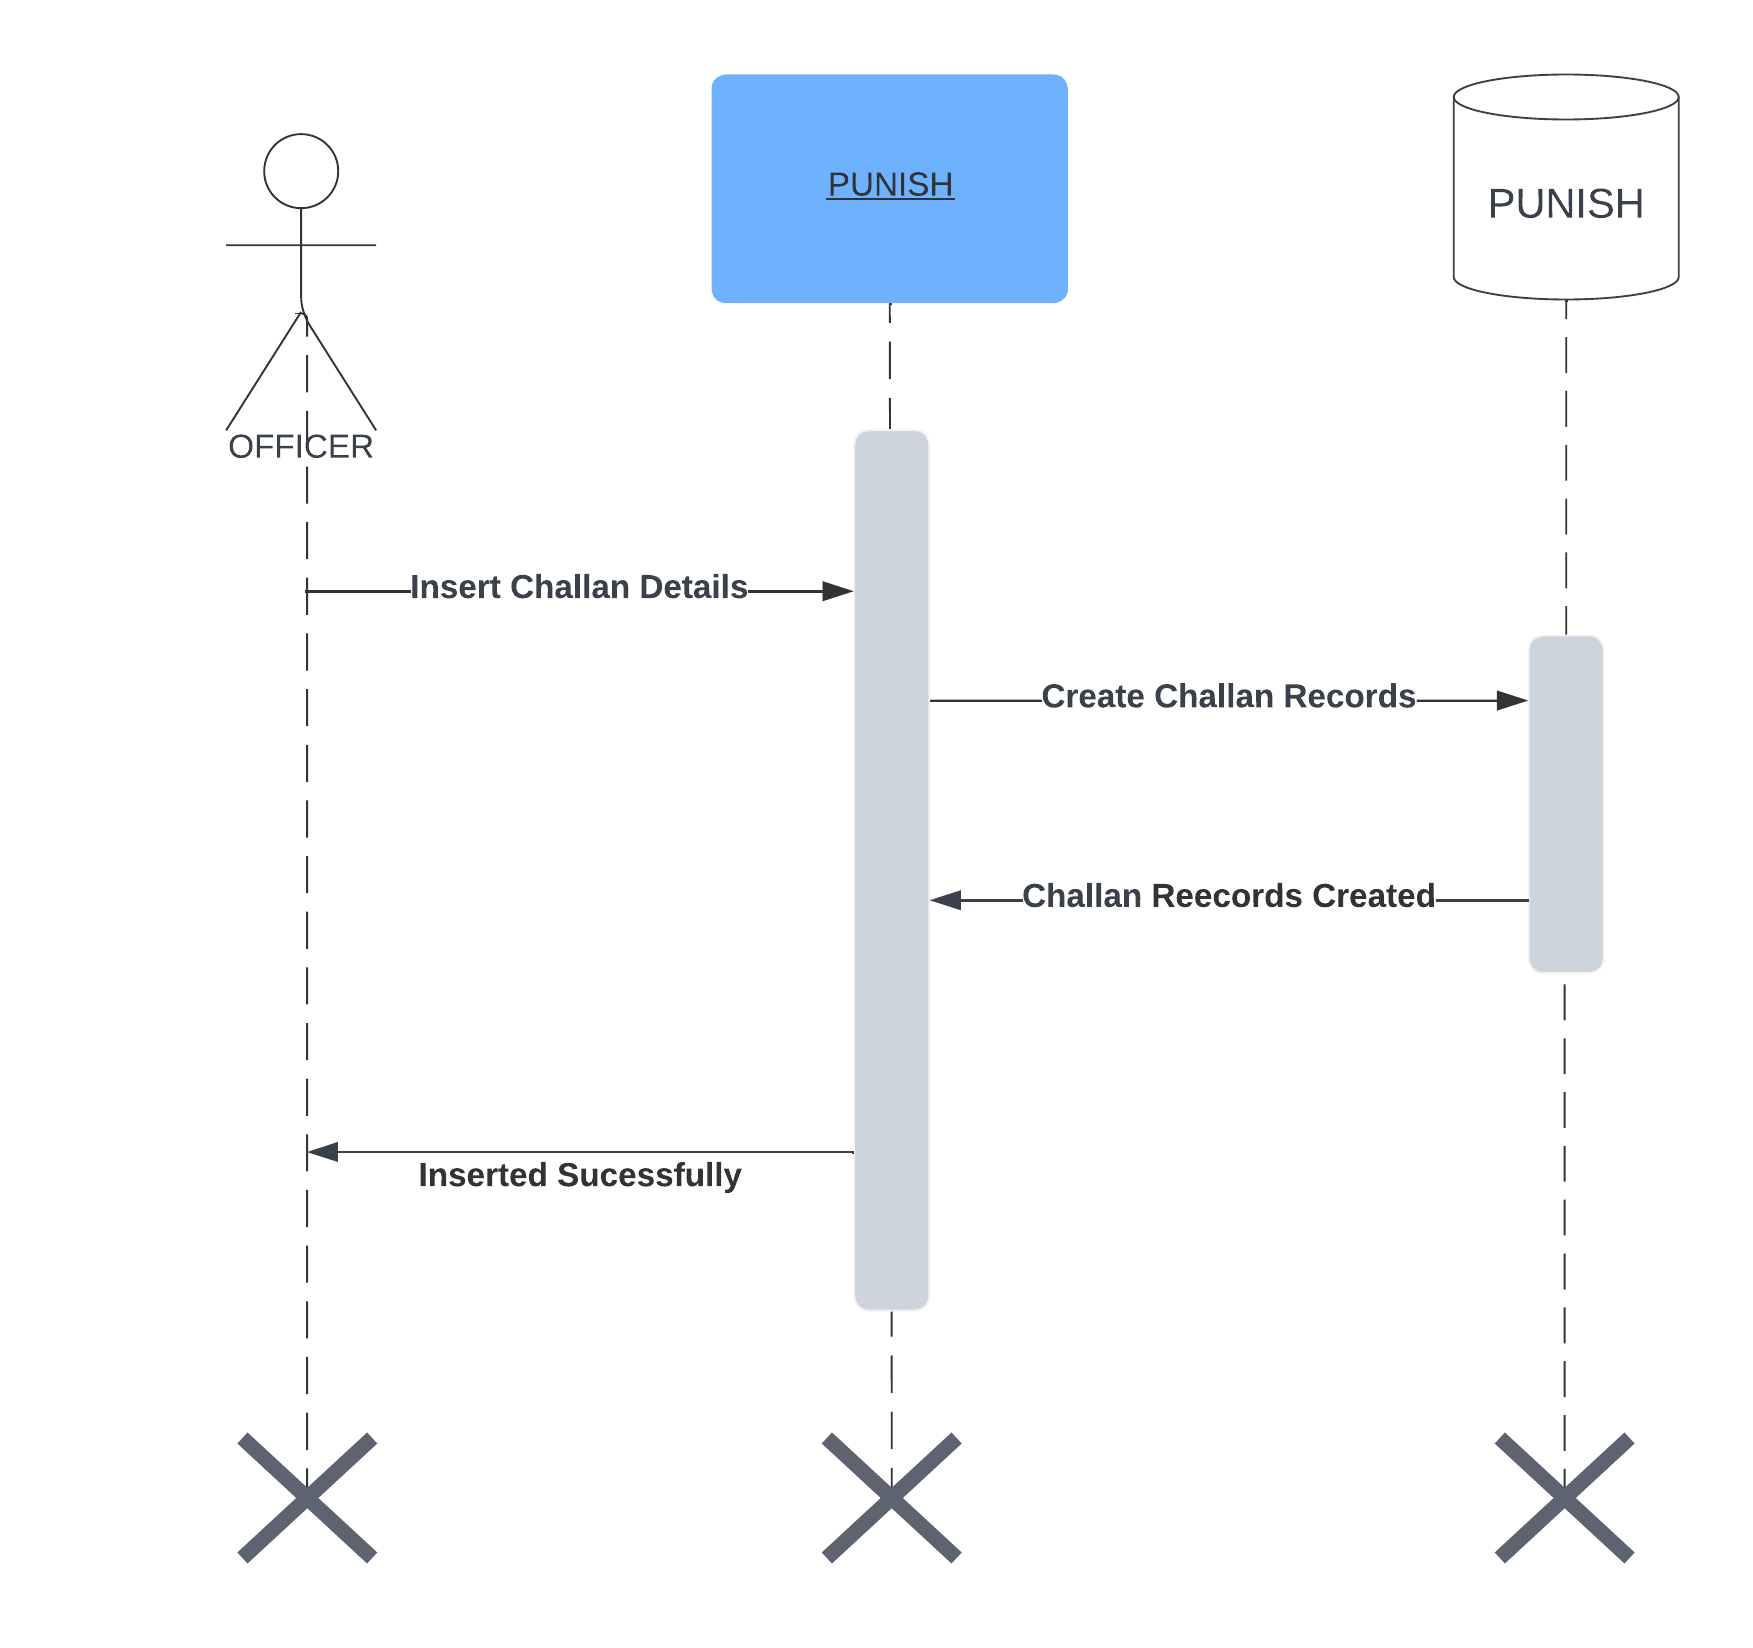 PUNISH
PUNISH
OFFICER
Insert Challan Details
Create Challan Records
Challan Reecords Created
Inserted Sucessfully